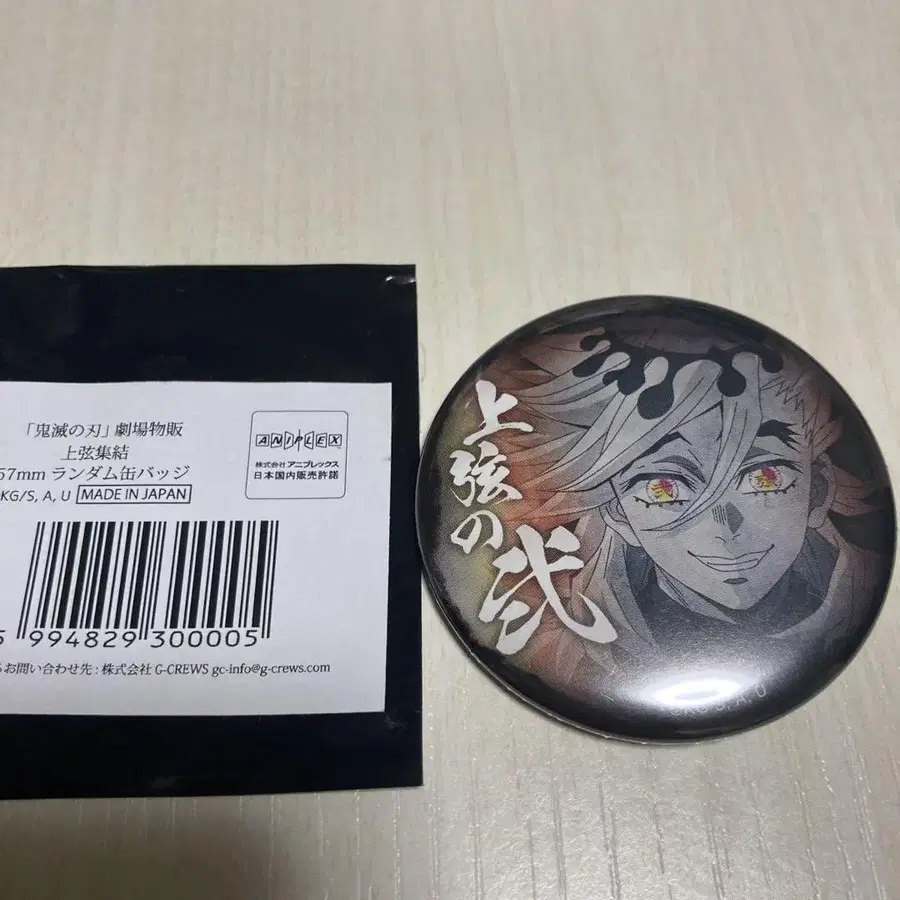 「鬼滅の刃」劇場物販
上弦集結
57mm ランダム缶バッジ
KG/S, A, U MADE IN JAPAN
ANIPLEX
株式会社 アニプレックス
日本国内販売許諾
994829 300005
お問い合わせ先 : 株式会社 G-CREWS gc-info@g-crews.com
上弦の弐
KG/S, A, U